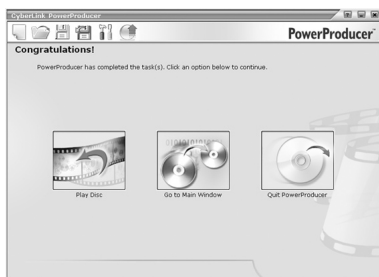 CyberLink PowerProducer
PowerProducer™
Congratulations!
PowerProducer has completed the task(s). Click an option below to continue.
Play Disc
Go to Main Window
Quit PowerProducer